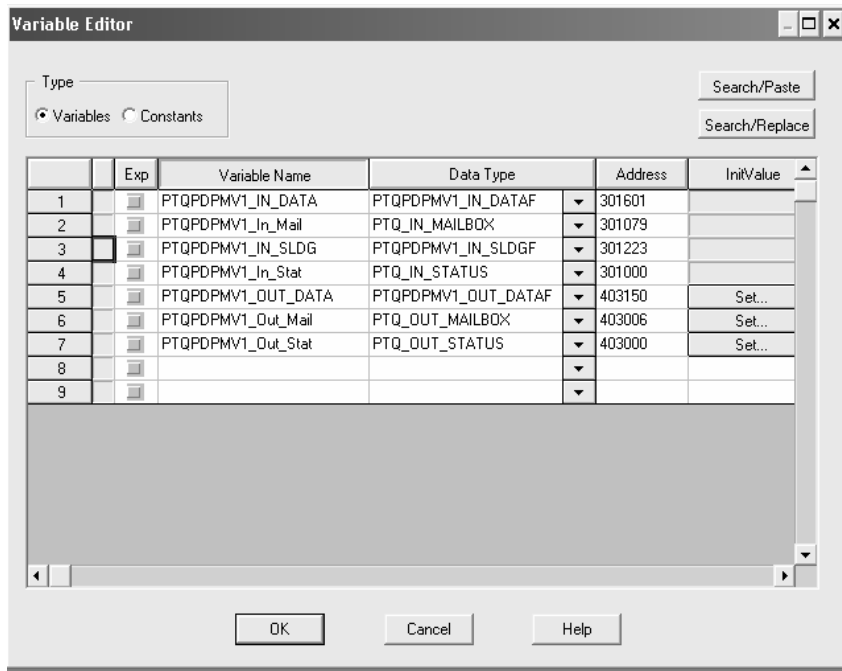 Variable Editor
Type
Variables Constants
Search/Paste
Search/Replace
Exp Variable Name Data Type Address InitValue
1 PTQPDPMV1_IN_DATA PTQPDPMV1_IN_DATAF 301601
2 PTQPDPMV1_In_Mail PTQ_IN_MAILBOX 301079
3 PTQPDPMV1_IN_SLDG PTQPDPMV1_IN_SLDGF 301223
4 PTQPDPMV1_In_Stat PTQ_IN_STATUS 301000
5 PTQPDPMV1_OUT_DATA PTQPDPMV1_OUT_DATAF 403150 Set...
6 PTQPDPMV1_Out_Mail PTQ_OUT_MAILBOX 403006 Set...
7 PTQPDPMV1_Out_Stat PTQ_OUT_STATUS 403000 Set...
8
9
OK Cancel Help